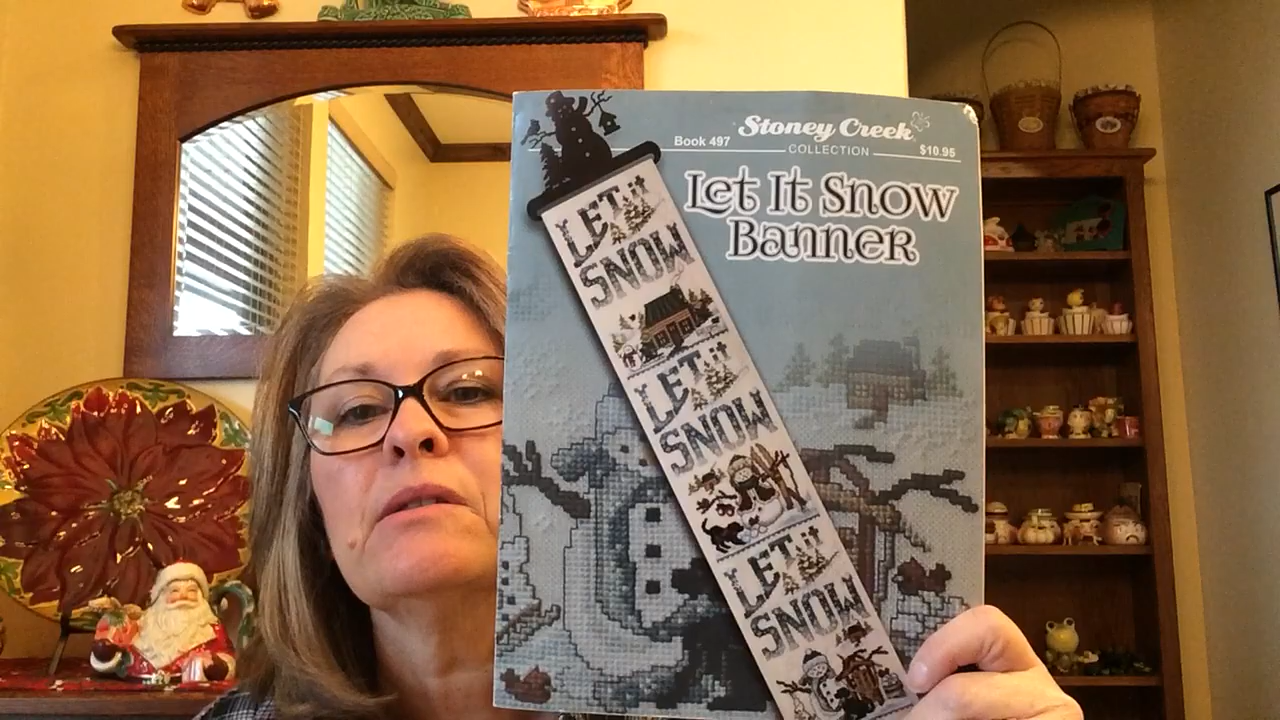 Stoney Creek
Book 497
COLLECTION
$10.95
Let It Snow
Banner
LET it
SNOW
LET it
SNOW
LET it
SNOW